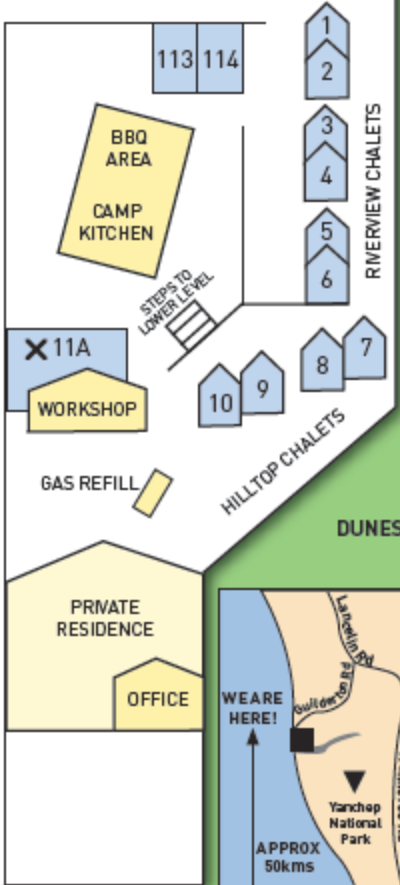 113
114
1
2
3
4
5
6
RIVERVIEW CHALETS
BBQ
AREA
CAMP
KITCHEN
STEPS TO
LOWER LEVEL
11A
WORKSHOP
10
9
8
7
HILLTOP CHALETS
GAS REFILL
DUNES
PRIVATE
RESIDENCE
OFFICE
WE ARE
HERE!
Lancelin Rd
Guilderton Rd
Yanchep
National
Park
APPROX
50kms